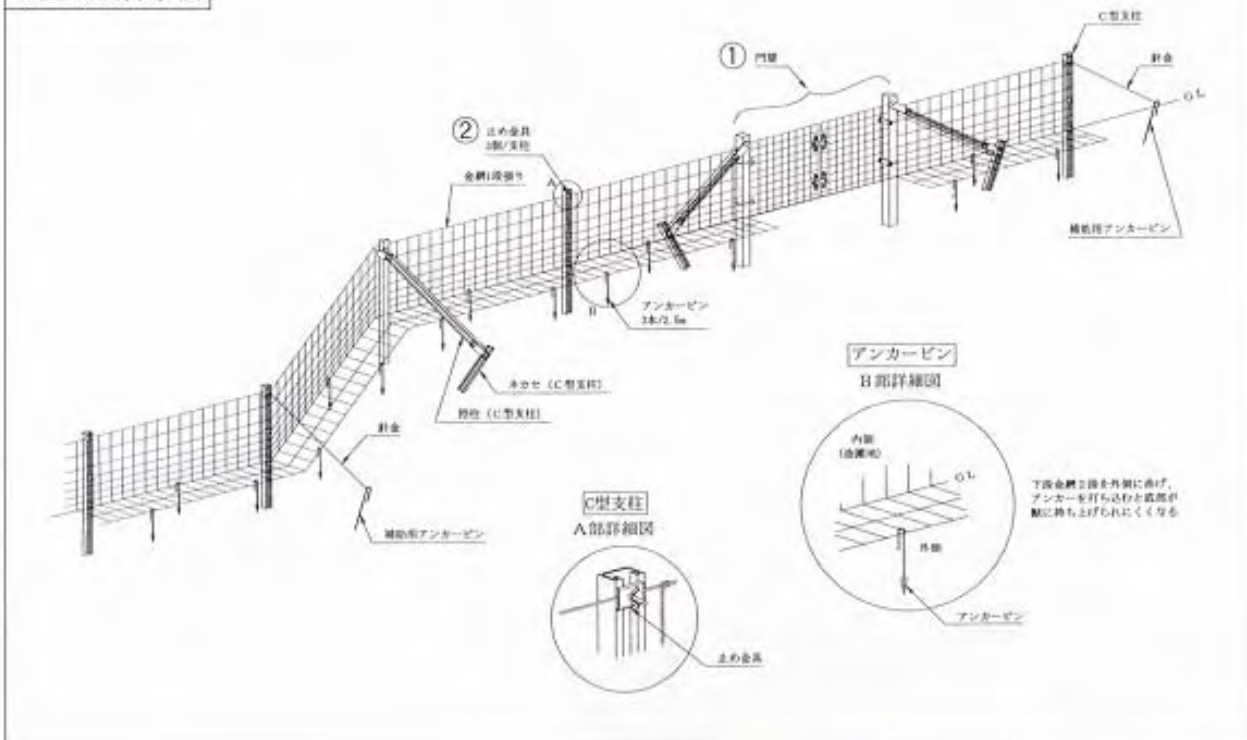 C型支柱
針金
GL
① 門扉
② 止め金具
3個/支柱
金網1段張り
A
補助用アンカーピン
B
アンカーピン
3本/2.5m
ネカセ（C型支柱）
控柱（C型支柱）
針金
補助用アンカーピン
アンカーピン
B部詳細図
内側
GL
外側
アンカーピン
下段金網2段を外側に曲げ、
アンカーを打ち込むと底部が
獣に持ち上げられにくくなる
C型支柱
A部詳細図
止め金具